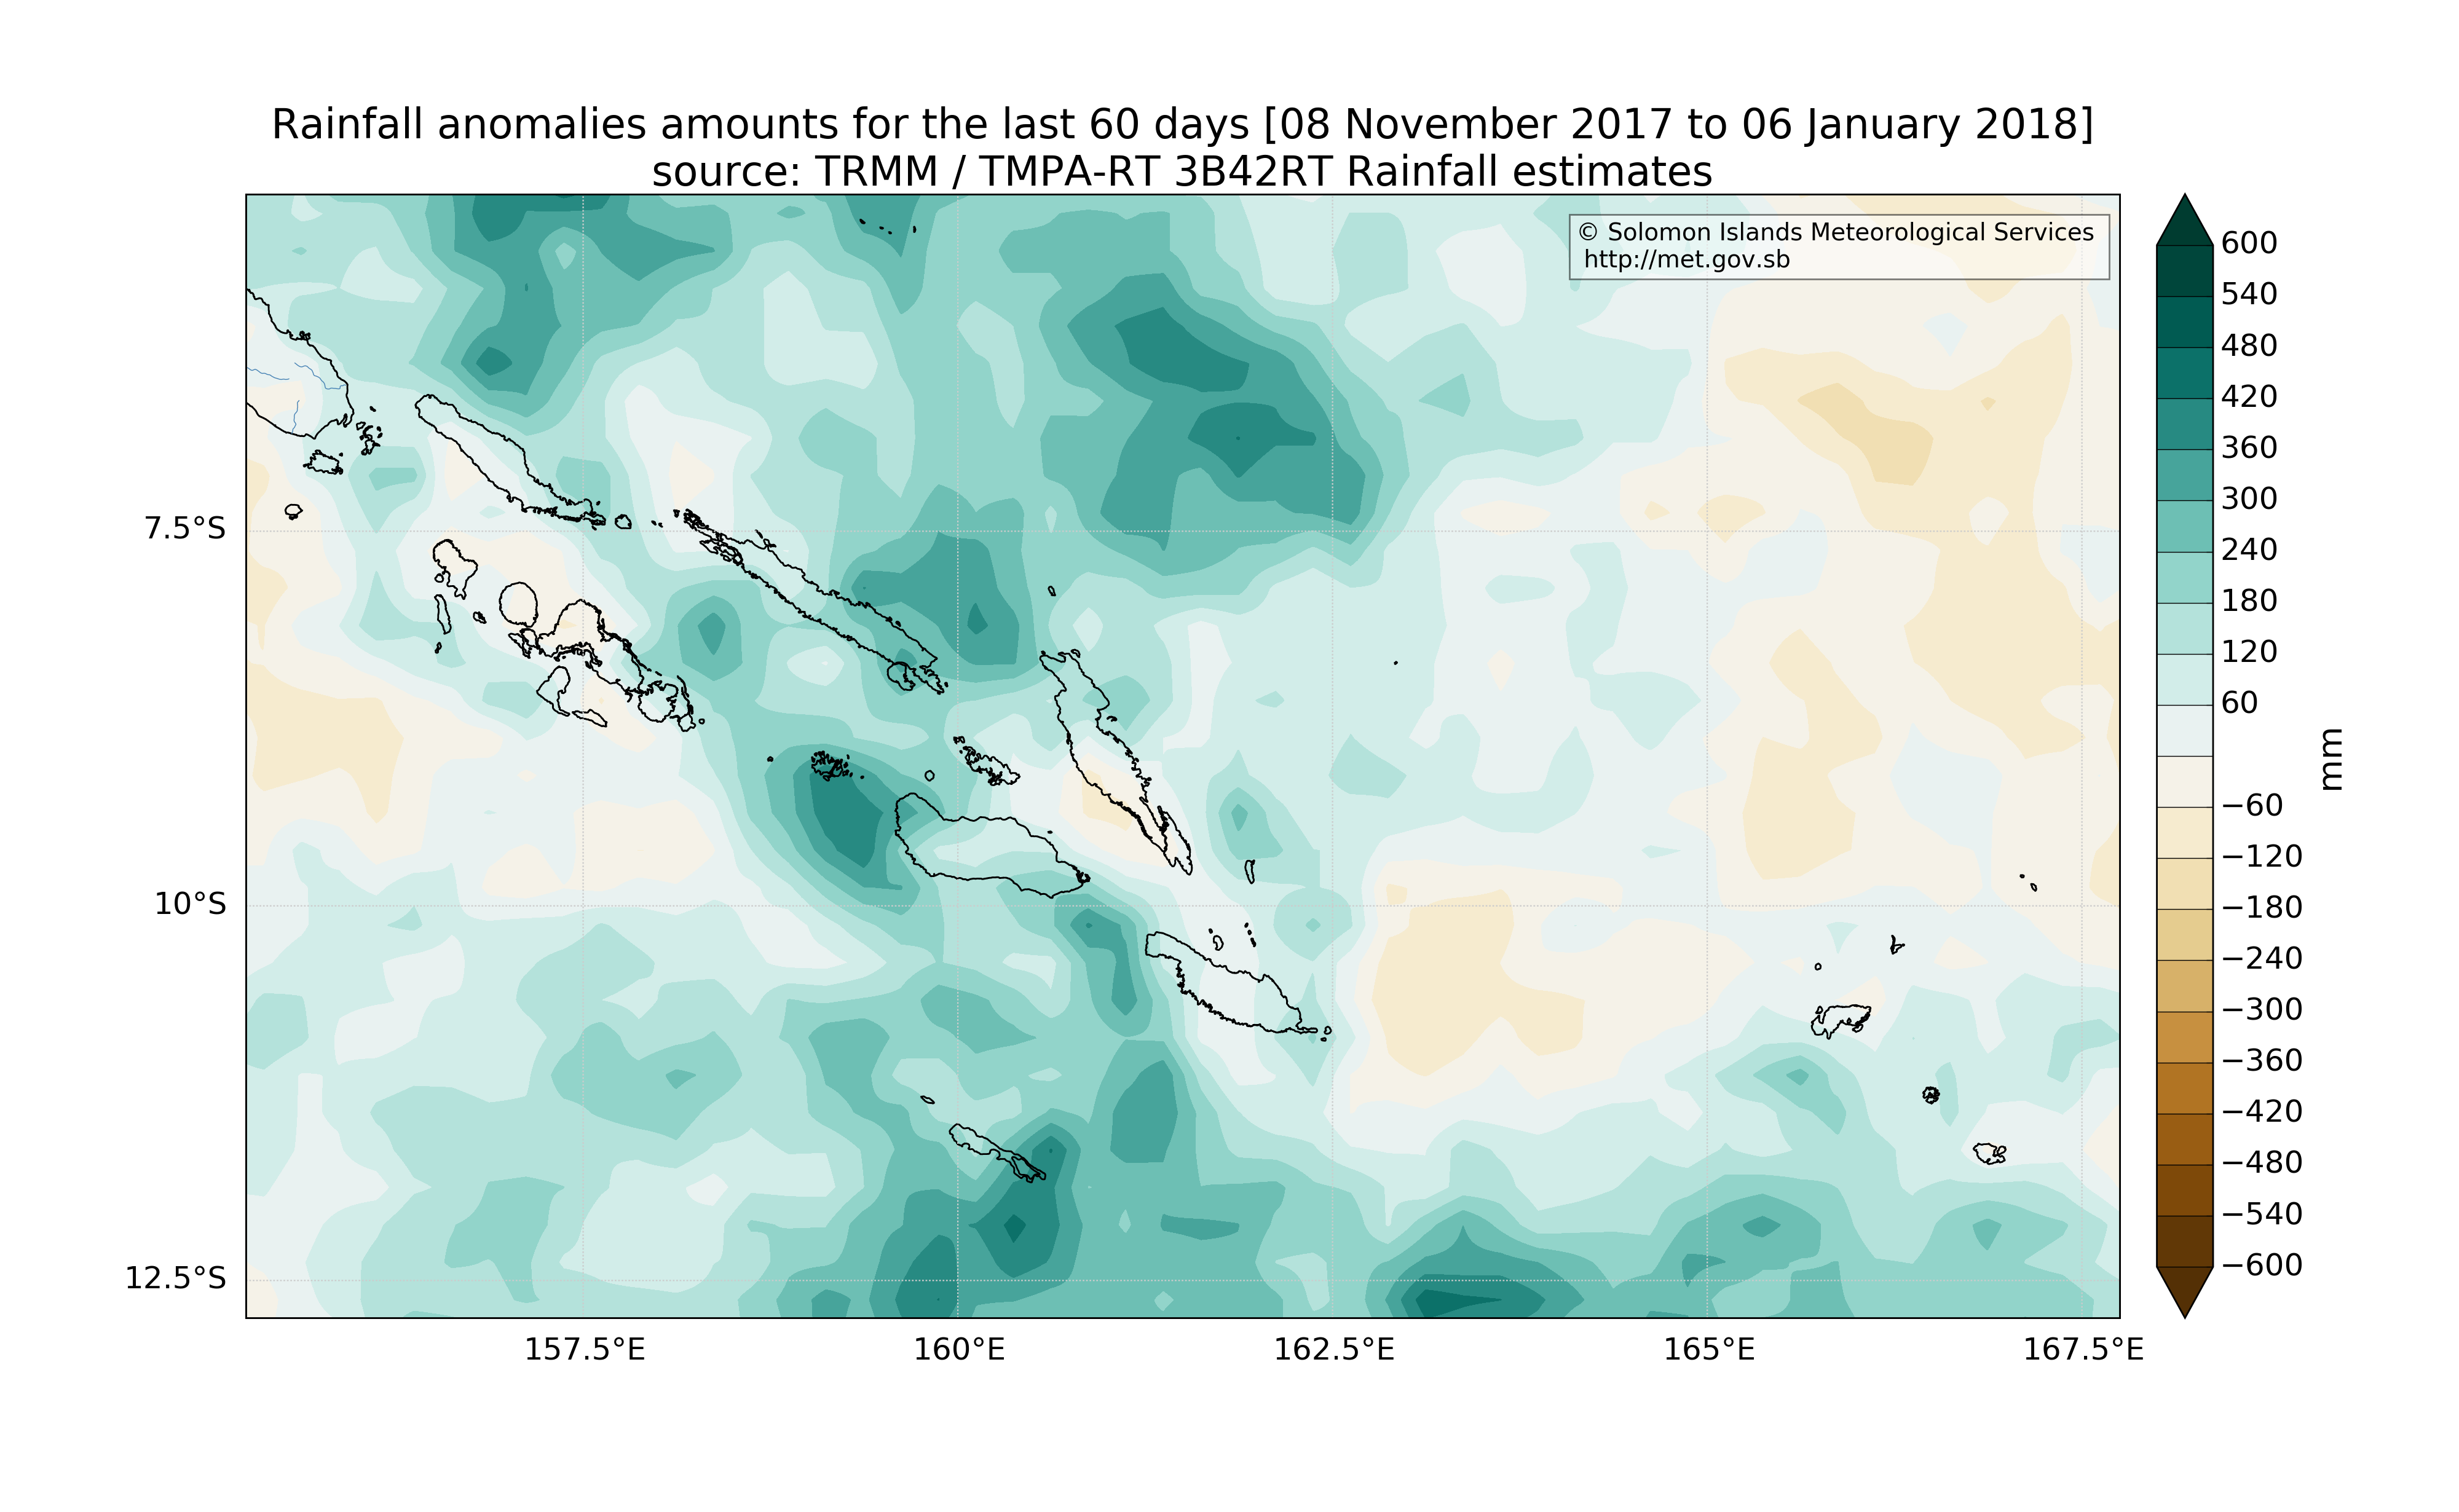 Rainfall anomalies amounts for the last 60 days [08 November 2017 to 06 January 2018]
source: TRMM / TMPA-RT 3B42RT Rainfall estimates
© Solomon Islands Meteorological Services
http://met.gov.sb
7.5°S
10°S
12.5°S
157.5°E
160°E
162.5°E
165°E
167.5°E
600
540
480
420
360
300
240
180
120
60
−60
−120
−180
−240
−300
−360
−420
−480
−540
−600
mm